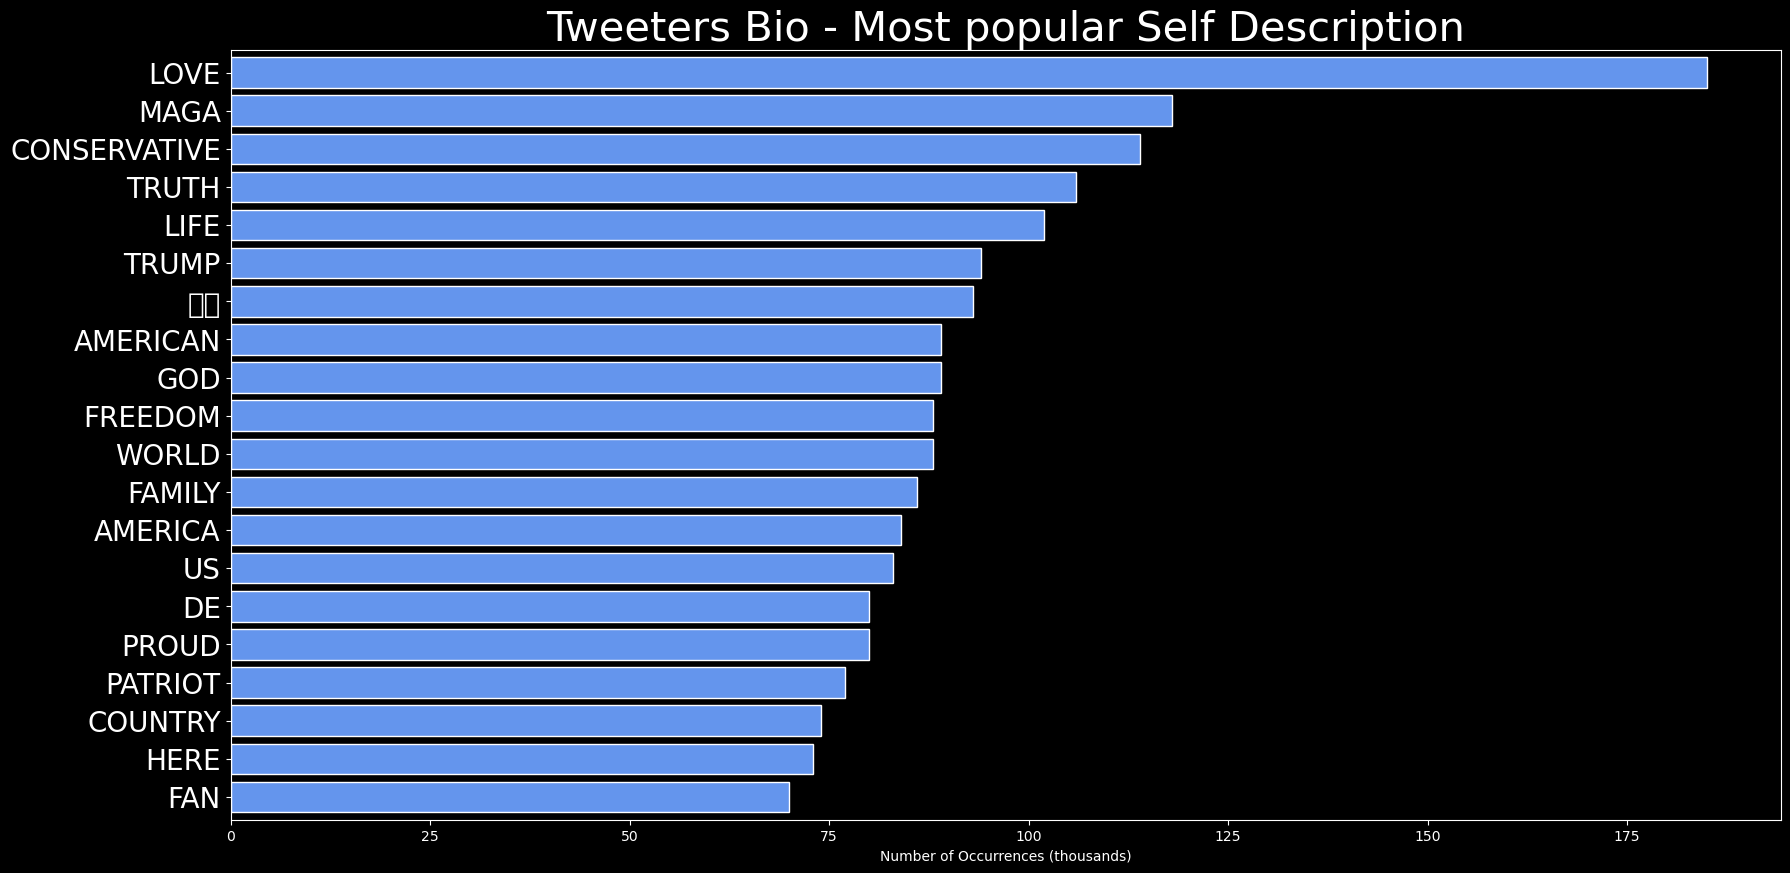 Tweeters Bio - Most popular Self Description
LOVE
MAGA
CONSERVATIVE
TRUTH
LIFE
TRUMP
AMERICAN
GOD
FREEDOM
WORLD
FAMILY
AMERICA
US
DE
PROUD
PATRIOT
COUNTRY
HERE
FAN
0 25 50 75 100 125 150 175
Number of Occurrences (thousands)